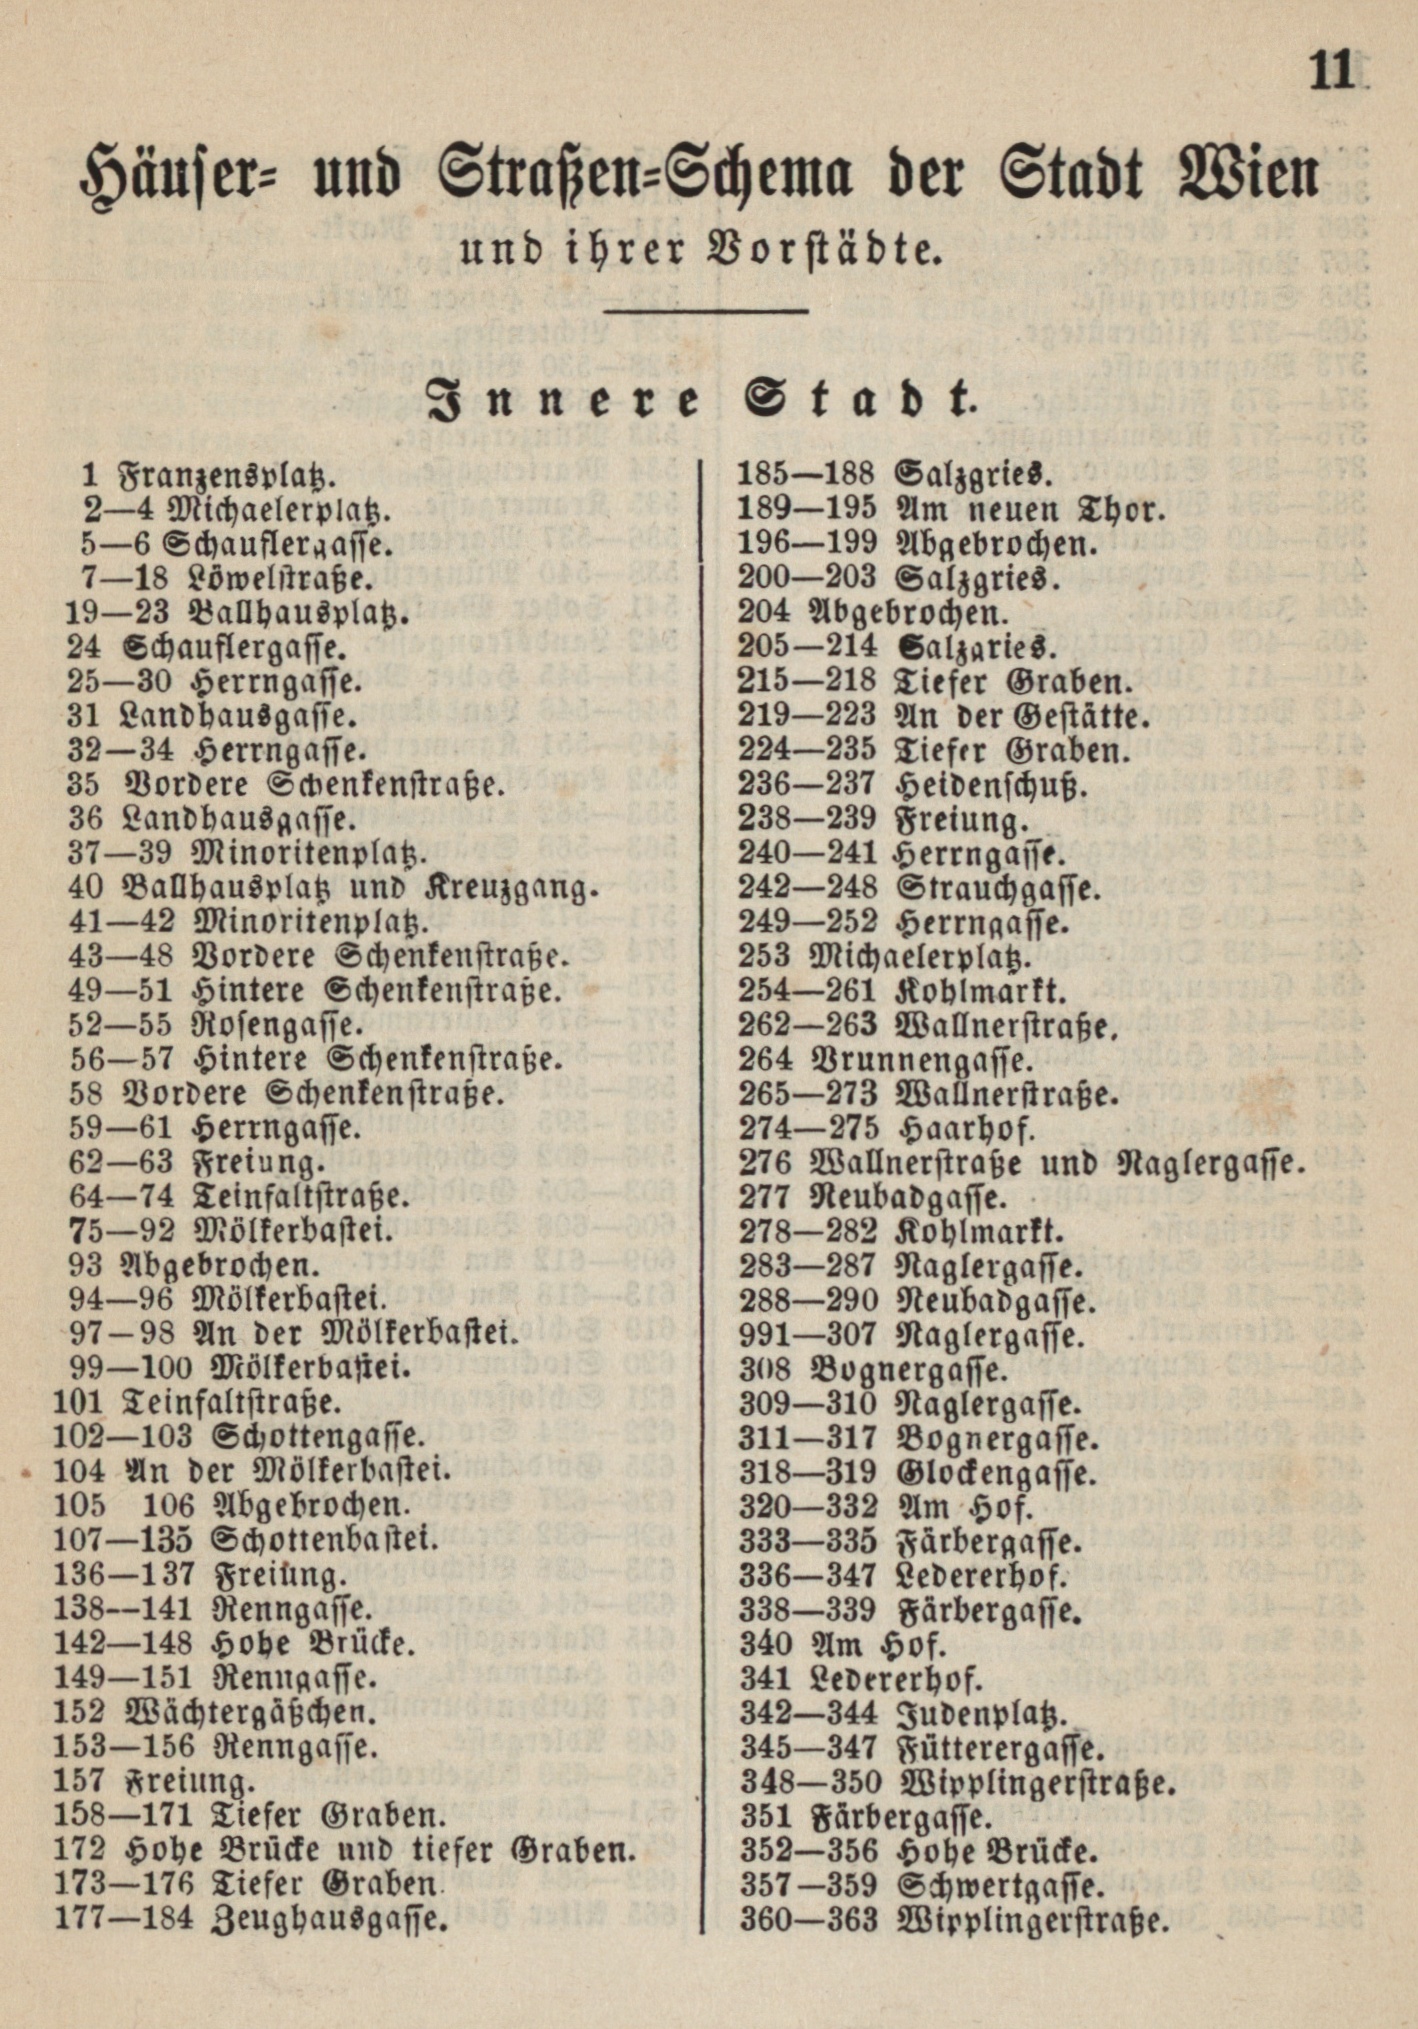 11
Häuser- und Straßen-Schema der Stadt Wien
und ihrer Vorstädte.
Innere Stadt.
1 Franzensplatz.
2—4 Michaelerplatz.
5—6 Schauflergasse.
7—18 Löwelstraße.
19—23 Ballhausplatz.
24 Schauflergasse.
25—30 Herrngasse.
31 Landhausgasse.
32—34 Herrngasse.
35 Vordere Schenkenstraße.
36 Landhausgasse.
37—39 Minoritenplatz.
40 Ballhausplatz und Kreuzgang.
41—42 Minoritenplatz.
43—48 Vordere Schenkenstraße.
49—51 Hintere Schenkenstraße.
52—55 Rosengasse.
56—57 Hintere Schenkenstraße.
58 Vordere Schenkenstraße.
59—61 Herrngasse.
62—63 Freiung.
64—74 Teinfaltstraße.
75—92 Mölkerbastei.
93 Abgebrochen.
94—96 Mölkerbastei.
97—98 An der Mölkerbastei.
99—100 Mölkerbastei.
101 Teinfaltstraße.
102—103 Schottengasse.
104 An der Mölkerbastei.
105 106 Abgebrochen.
107—135 Schottenbastei.
136—137 Freiung.
138--141 Renngasse.
142—148 Hohe Brücke.
149—151 Renngasse.
152 Wächtergäßchen.
153—156 Renngasse.
157 Freiung.
158—171 Tiefer Graben.
172 Hohe Brücke und tiefer Graben.
173—176 Tiefer Graben.
177—184 Zeughausgasse.
185—188 Salzgries.
189—195 Am neuen Thor.
196—199 Abgebrochen.
200—203 Salzgries.
204 Abgebrochen.
205—214 Salzgries.
215—218 Tiefer Graben.
219—223 An der Gestätte.
224—235 Tiefer Graben.
236—237 Heidenschuß.
238—239 Freiung.
240—241 Herrngasse.
242—248 Strauchgasse.
249—252 Herrngasse.
253 Michaelerplatz.
254—261 Kohlmarkt.
262—263 Wallnerstraße.
264 Brunnengasse.
265—273 Wallnerstraße.
274—275 Haarhof.
276 Wallnerstraße und Naglergasse.
277 Neubadgasse.
278—282 Kohlmarkt.
283—287 Naglergasse.
288—290 Neubadgasse.
991—307 Naglergasse.
308 Bognergasse.
309—310 Naglergasse.
311—317 Bognergasse.
318—319 Glockengasse.
320—332 Am Hof.
333—335 Färbergasse.
336—347 Ledererhof.
338—339 Färbergasse.
340 Am Hof.
341 Ledererhof.
342—344 Judenplatz.
345—347 Fütterergasse.
348—350 Wipplingerstraße.
351 Färbergasse.
352—356 Hohe Brücke.
357—359 Schwertgasse.
360—363 Wipplingerstraße.